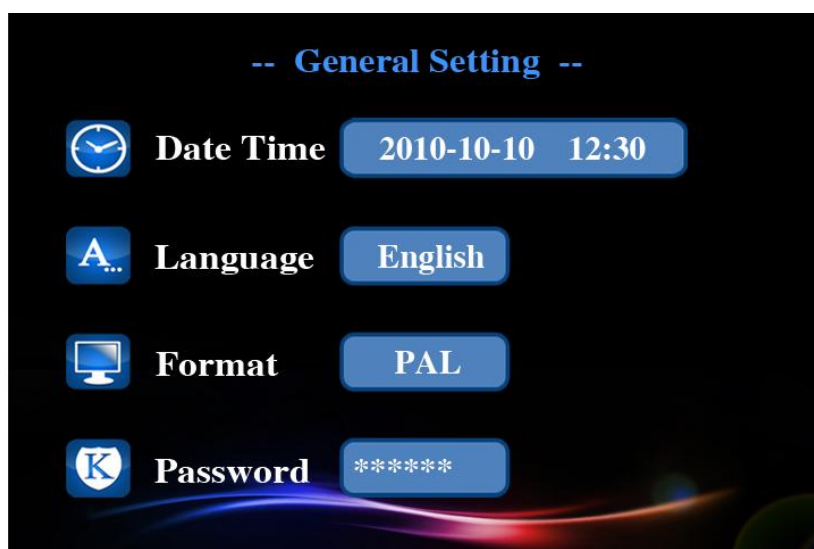 -- General Setting --
Date Time 2010-10-10 12:30
A... Language English
Format PAL
K Password ******